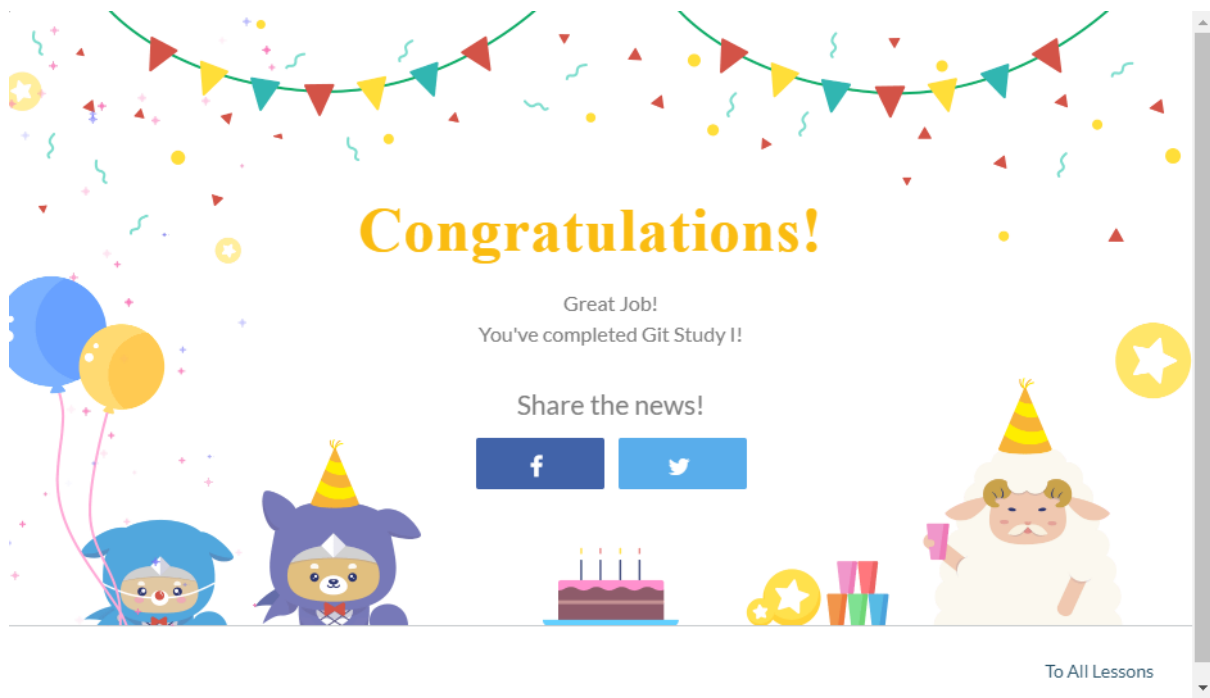 Congratulations!
Great Job!
You've completed Git Study I!
Share the news!
To All Lessons